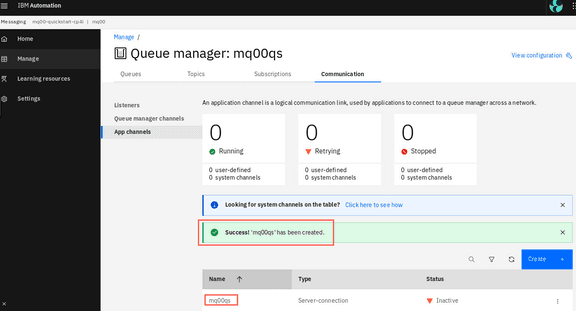 IBM Automation
Messaging mq00-quickstart-cp4i | mq00
Home
Manage
Learning resources
Settings
Manage /
Queue manager: mq00qs
View configuration
Queues Topics Subscriptions Communication
Listeners
Queue manager channels
App channels
An application channel is a logical communication link, used by applications to connect to a queue manager across a network.
0 0 0
Running Retrying Stopped
0 user-defined 0 user-defined 0 user-defined
0 system channels 0 system channels 0 system channels
Looking for system channels on the table? Click here to see how
Success! 'mq00qs' has been created.
Create
Name Type Status
mq00qs Server-connection Inactive